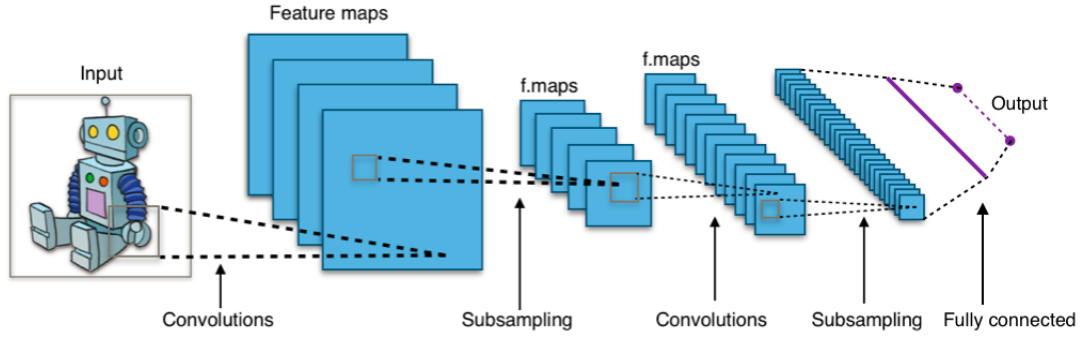 Feature maps
Input
f.maps
f.maps
Output
Convolutions
Subsampling
Convolutions
Subsampling
Fully connected